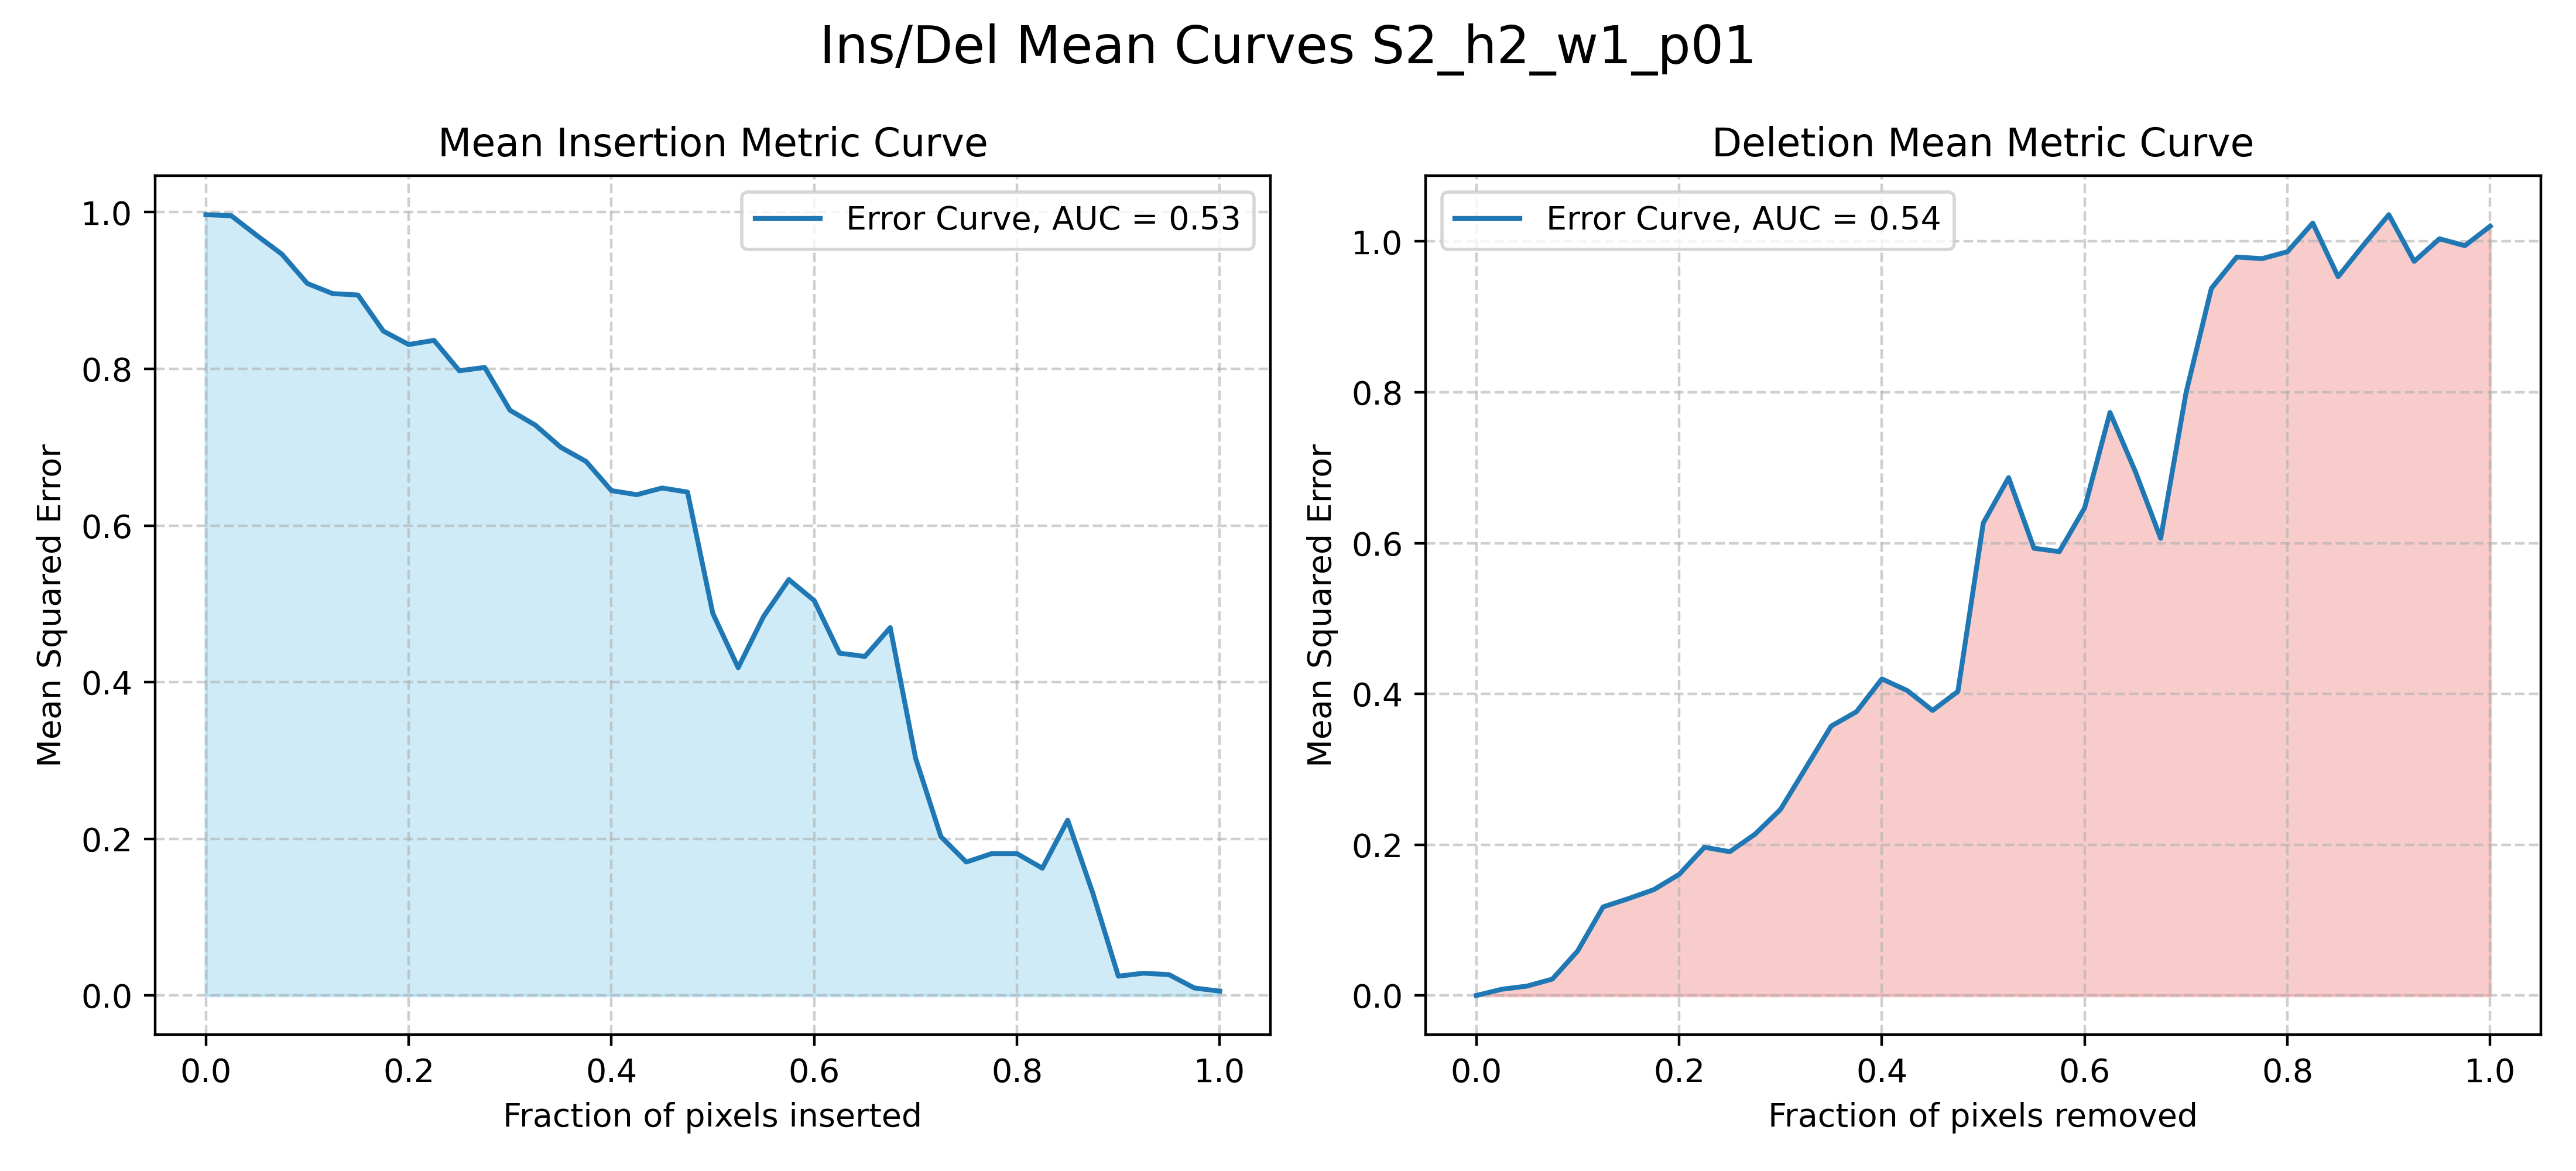 Ins/Del Mean Curves S2_h2_w1_p01
Mean Insertion Metric Curve
Error Curve, AUC = 0.53
Mean Squared Error
1.0
0.8
0.6
0.4
0.2
0.0
0.0 0.2 0.4 0.6 0.8 1.0
Fraction of pixels inserted
Deletion Mean Metric Curve
Error Curve, AUC = 0.54
Mean Squared Error
1.0
0.8
0.6
0.4
0.2
0.0
0.0 0.2 0.4 0.6 0.8 1.0
Fraction of pixels removed